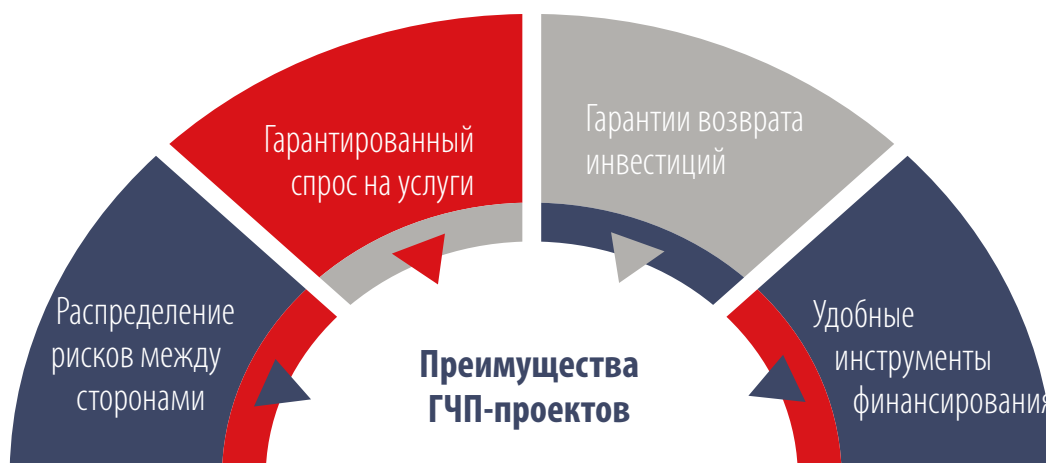 Распределение
рисков между
сторонами
Гарантированный
спрос на услуги
Гарантии возврата
инвестиций
Удобные
инструменты
финансирования
Преимущества
ГЧП-проектов